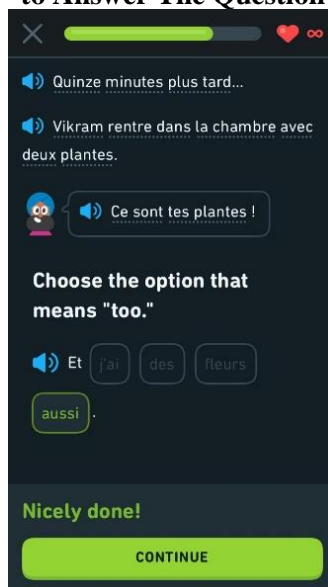 to Answer The Question
Quinze minutes plus tard...
Vikram rentre dans la chambre avec
deux plantes.
Ce sont tes plantes !
Choose the option that
means "too."
Et j'ai des fleurs
aussi.
Nicely done!
CONTINUE